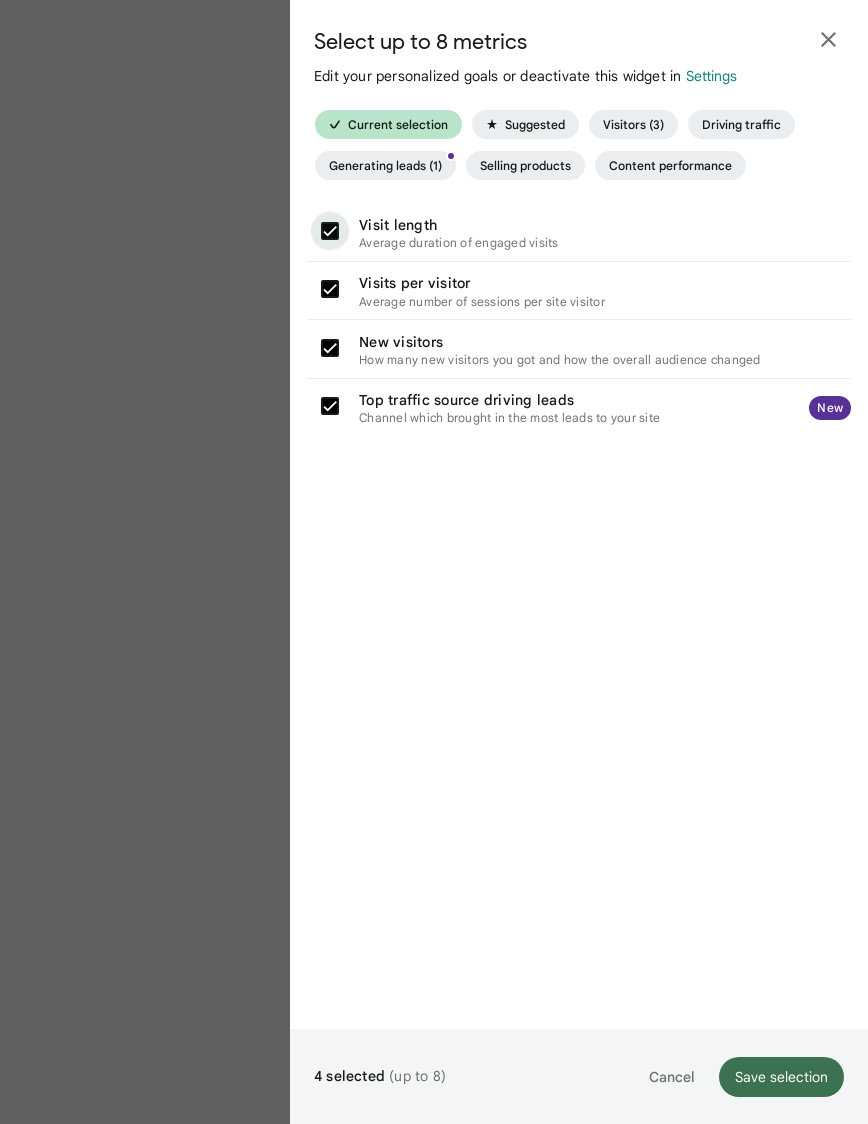 Select up to 8 metrics
Edit your personalized goals or deactivate this widget in Settings
Current selection
Suggested
Visitors (3)
Driving traffic
Generating leads (1)
Selling products
Content performance
Visit length
Average duration of engaged visits
Visits per visitor
Average number of sessions per site visitor
New visitors
How many new visitors you got and how the overall audience changed
Top traffic source driving leads
New
Channel which brought in the most leads to your site
4 selected (up to 8)
Cancel
Save selection